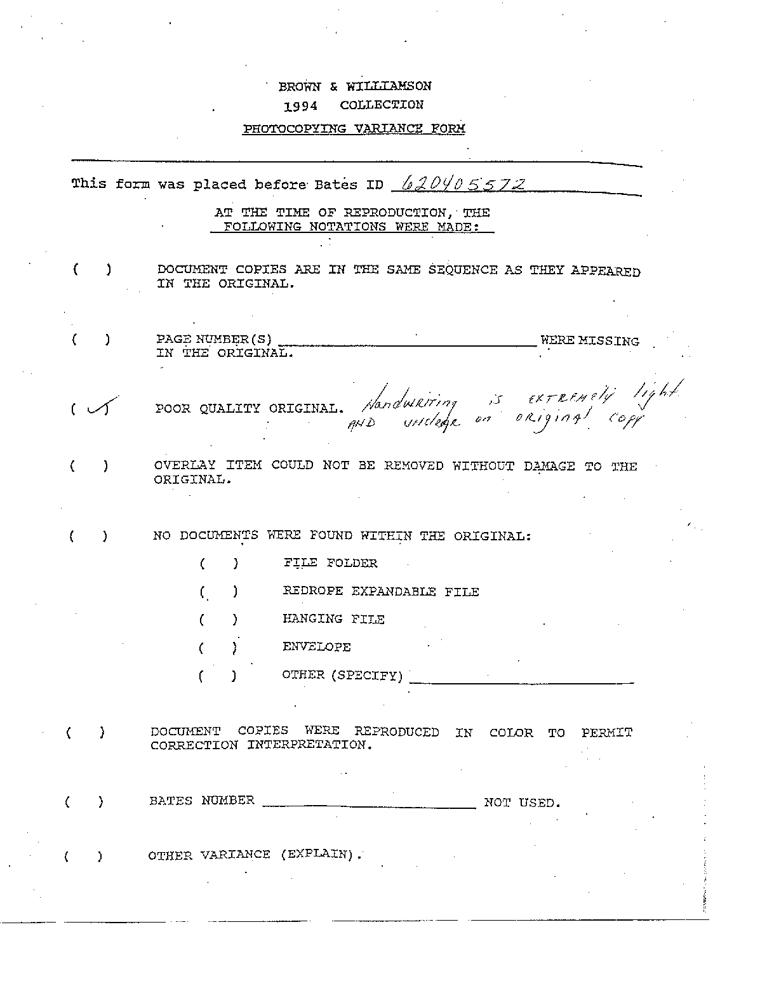 BROWN & WILLIAMSON
1994 COLLECTION
PHOTOCOPYING VARIANCE FORM
This form was placed before Bates ID 620405572
AT THE TIME OF REPRODUCTION, THE
FOLLOWING NOTATIONS WERE MADE:
( ) DOCUMENT COPIES ARE IN THE SAME SEQUENCE AS THEY APPEARED
IN THE ORIGINAL.
( ) PAGE NUMBER(S) ____________ WERE MISSING
IN THE ORIGINAL.
( ✓ ) POOR QUALITY ORIGINAL. Handwriting is extremely light
AND unclear on original copy
( ) OVERLAY ITEM COULD NOT BE REMOVED WITHOUT DAMAGE TO THE
ORIGINAL.
( ) NO DOCUMENTS WERE FOUND WITHIN THE ORIGINAL:
( ) FILE FOLDER
( ) REDROPE EXPANDABLE FILE
( ) HANGING FILE
( ) ENVELOPE
( ) OTHER (SPECIFY) ____________
( ) DOCUMENT COPIES WERE REPRODUCED IN COLOR TO PERMIT
CORRECTION INTERPRETATION.
( ) BATES NUMBER ____________ NOT USED.
( ) OTHER VARIANCE (EXPLAIN).